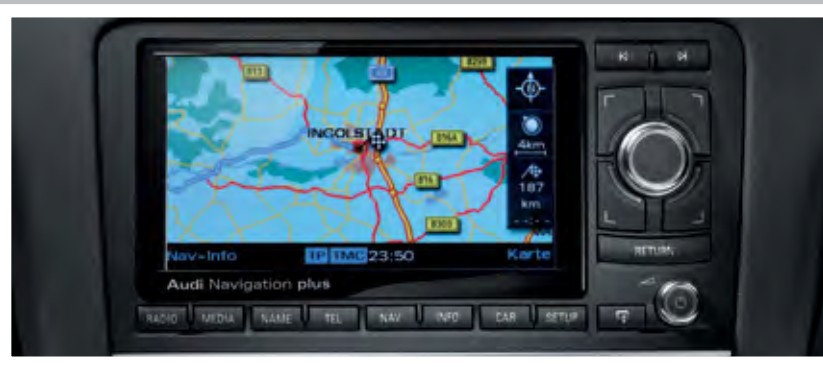 B13
B299
INGOLSTADT
B16A
4km
B16
187
km
B300
Nav-Info
TP TMC 23:50
Karte
RETURN
Audi Navigation plus
RADIO MEDIA NAME TEL NAV INFO CAR SETUP